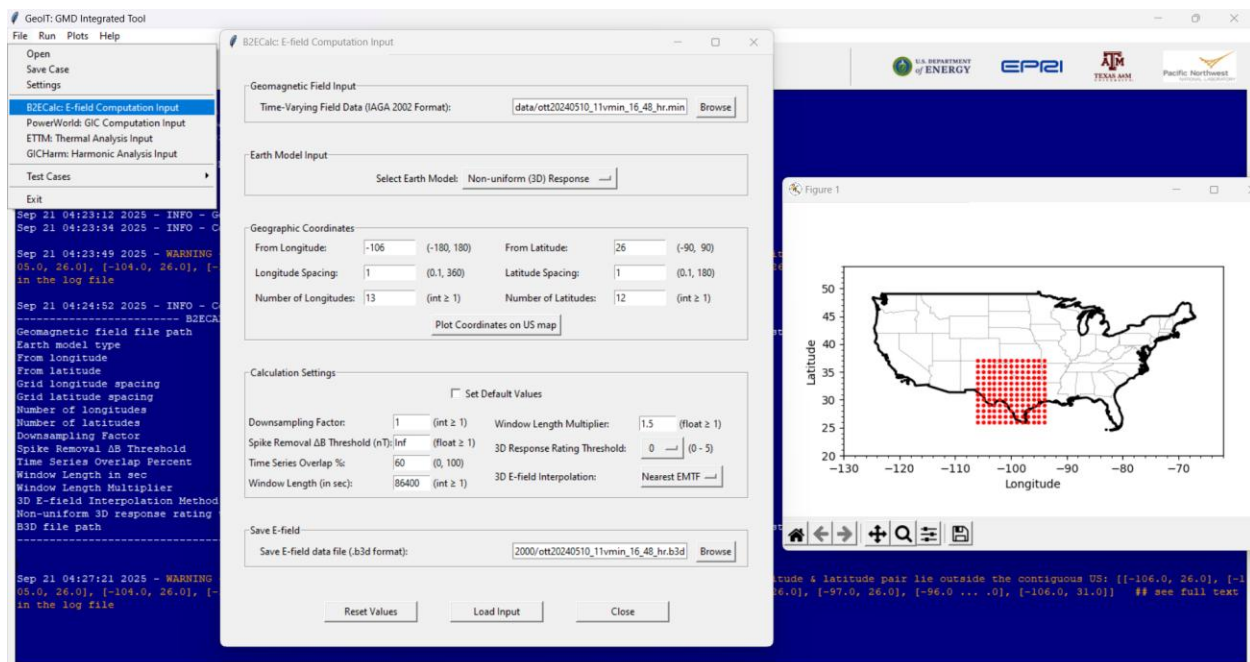 GeoIT: GMD Integrated Tool
File Run Plots Help
Open
Save Case
Settings
B2ECalc: E-field Computation Input
PowerWorld: GIC Computation Input
ETTM: Thermal Analysis Input
GICHarm: Harmonic Analysis Input
Test Cases
Exit
U.S. DEPARTMENT of ENERGY
EPRI
TEXAS A&M
Pacific Northwest
Sep 21 04:23:12 2025 - INFO - G
Sep 21 04:23:34 2025 - INFO - C
Sep 21 04:23:49 2025 - WARNING
05.0, 26.0], [-104.0, 26.0], [-
in the log file
Sep 21 04:24:52 2025 - INFO - C
B2ECA
Geomagnetic field file path
Earth model type
From longitude
From latitude
Grid longitude spacing
Grid latitude spacing
Number of longitudes
Number of latitudes
Downsampling Factor
Spike Removal ΔB Threshold
Time Series Overlap Percent
Window Length in sec
Window Length Multiplier
3D E-field Interpolation Method
Non-uniform 3D response rating
B3D file path
Sep 21 04:27:21 2025 - WARNING
05.0, 26.0], [-104.0, 26.0], [-
in the log file
B2ECalc: E-field Computation Input
Geomagnetic Field Input
Time-Varying Field Data (IAGA 2002 Format): data/ott20240510_11vmin_16_48_hr.min Browse
Earth Model Input
Select Earth Model: Non-uniform (3D) Response
Geographic Coordinates
From Longitude: -106 (-180, 180) From Latitude: 26 (-90, 90)
Longitude Spacing: 1 (0.1, 360) Latitude Spacing: 1 (0.1, 180)
Number of Longitudes: 13 (int ≥ 1) Number of Latitudes: 12 (int ≥ 1)
Plot Coordinates on US map
Calculation Settings
Set Default Values
Downsampling Factor: 1 (int ≥ 1) Window Length Multiplier: 1.5 (float ≥ 1)
Spike Removal ΔB Threshold (nT): Inf (float ≥ 1) 3D Response Rating Threshold: 0 (0 - 5)
Time Series Overlap %: 60 (0, 100)
Window Length (in sec): 86400 (int ≥ 1) 3D E-field Interpolation: Nearest EMTF
Save E-field
Save E-field data file (.b3d format): 2000/ott20240510_11vmin_16_48_hr.b3d Browse
Reset Values Load Input Close
Figure 1
Latitude
50
45
40
35
30
25
20
−130 −120 −110 −100 −90 −80 −70
Longitude
itude & latitude pair lie outside the contiguous US: [[-106.0, 26.0], [-1
26.0], [-97.0, 26.0], [-96.0 ... .0], [-106.0, 31.0]] ## see full text